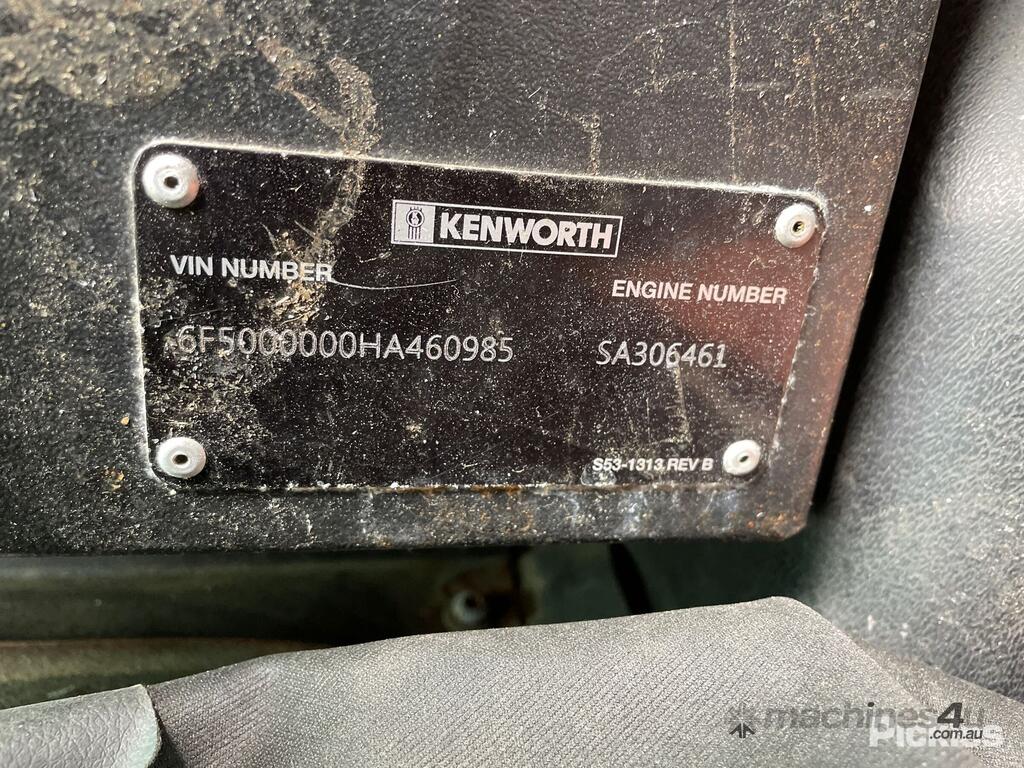 KENWORTH
VIN NUMBER
ENGINE NUMBER
6F5000000HA460985
SA306461
S53-1313 REV B
machines4u
.com.au
Pickles